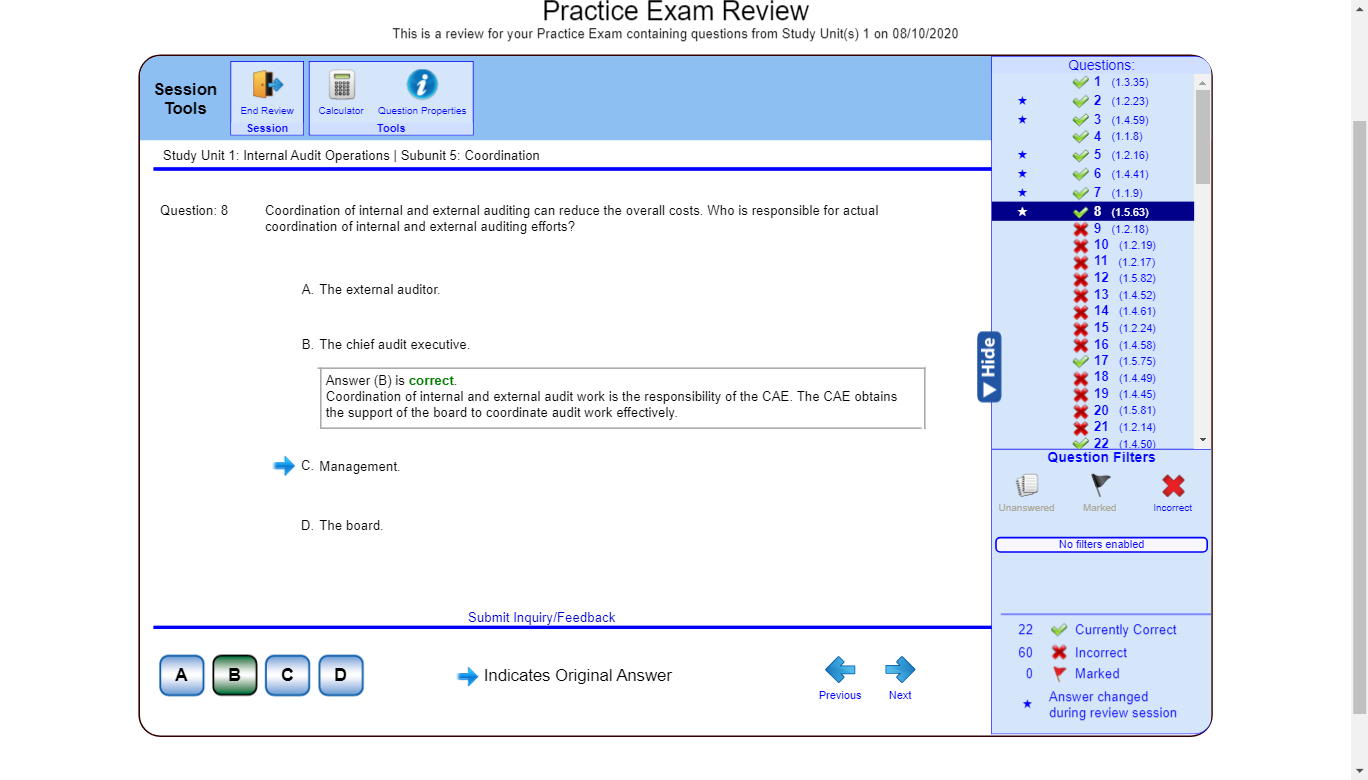 Practice Exam Review
This is a review for your Practice Exam containing questions from Study Unit(s) 1 on 08/10/2020
Session
Tools
End Review
Session
Calculator
Question Properties
Tools
Study Unit 1: Internal Audit Operations | Subunit 5: Coordination
Question: 8
Coordination of internal and external auditing can reduce the overall costs. Who is responsible for actual
coordination of internal and external auditing efforts?
A. The external auditor.
B. The chief audit executive.
Answer (B) is correct.
Coordination of internal and external audit work is the responsibility of the CAE. The CAE obtains
the support of the board to coordinate audit work effectively.
C. Management.
D. The board.
Submit Inquiry/Feedback
A
B
C
D
Indicates Original Answer
Previous
Next
Hide
Questions:
1 (1.3.35)
2 (1.2.23)
3 (1.4.59)
4 (1.1.8)
5 (1.2.16)
6 (1.4.41)
7 (1.1.9)
8 (1.5.63)
9 (1.2.18)
10 (1.2.19)
11 (1.2.17)
12 (1.5.82)
13 (1.4.52)
14 (1.4.61)
15 (1.2.24)
16 (1.4.58)
17 (1.5.75)
18 (1.4.49)
19 (1.4.45)
20 (1.5.81)
21 (1.2.14)
22 (1.4.50)
Question Filters
Unanswered
Marked
Incorrect
No filters enabled
22 Currently Correct
60 Incorrect
0 Marked
Answer changed
during review session